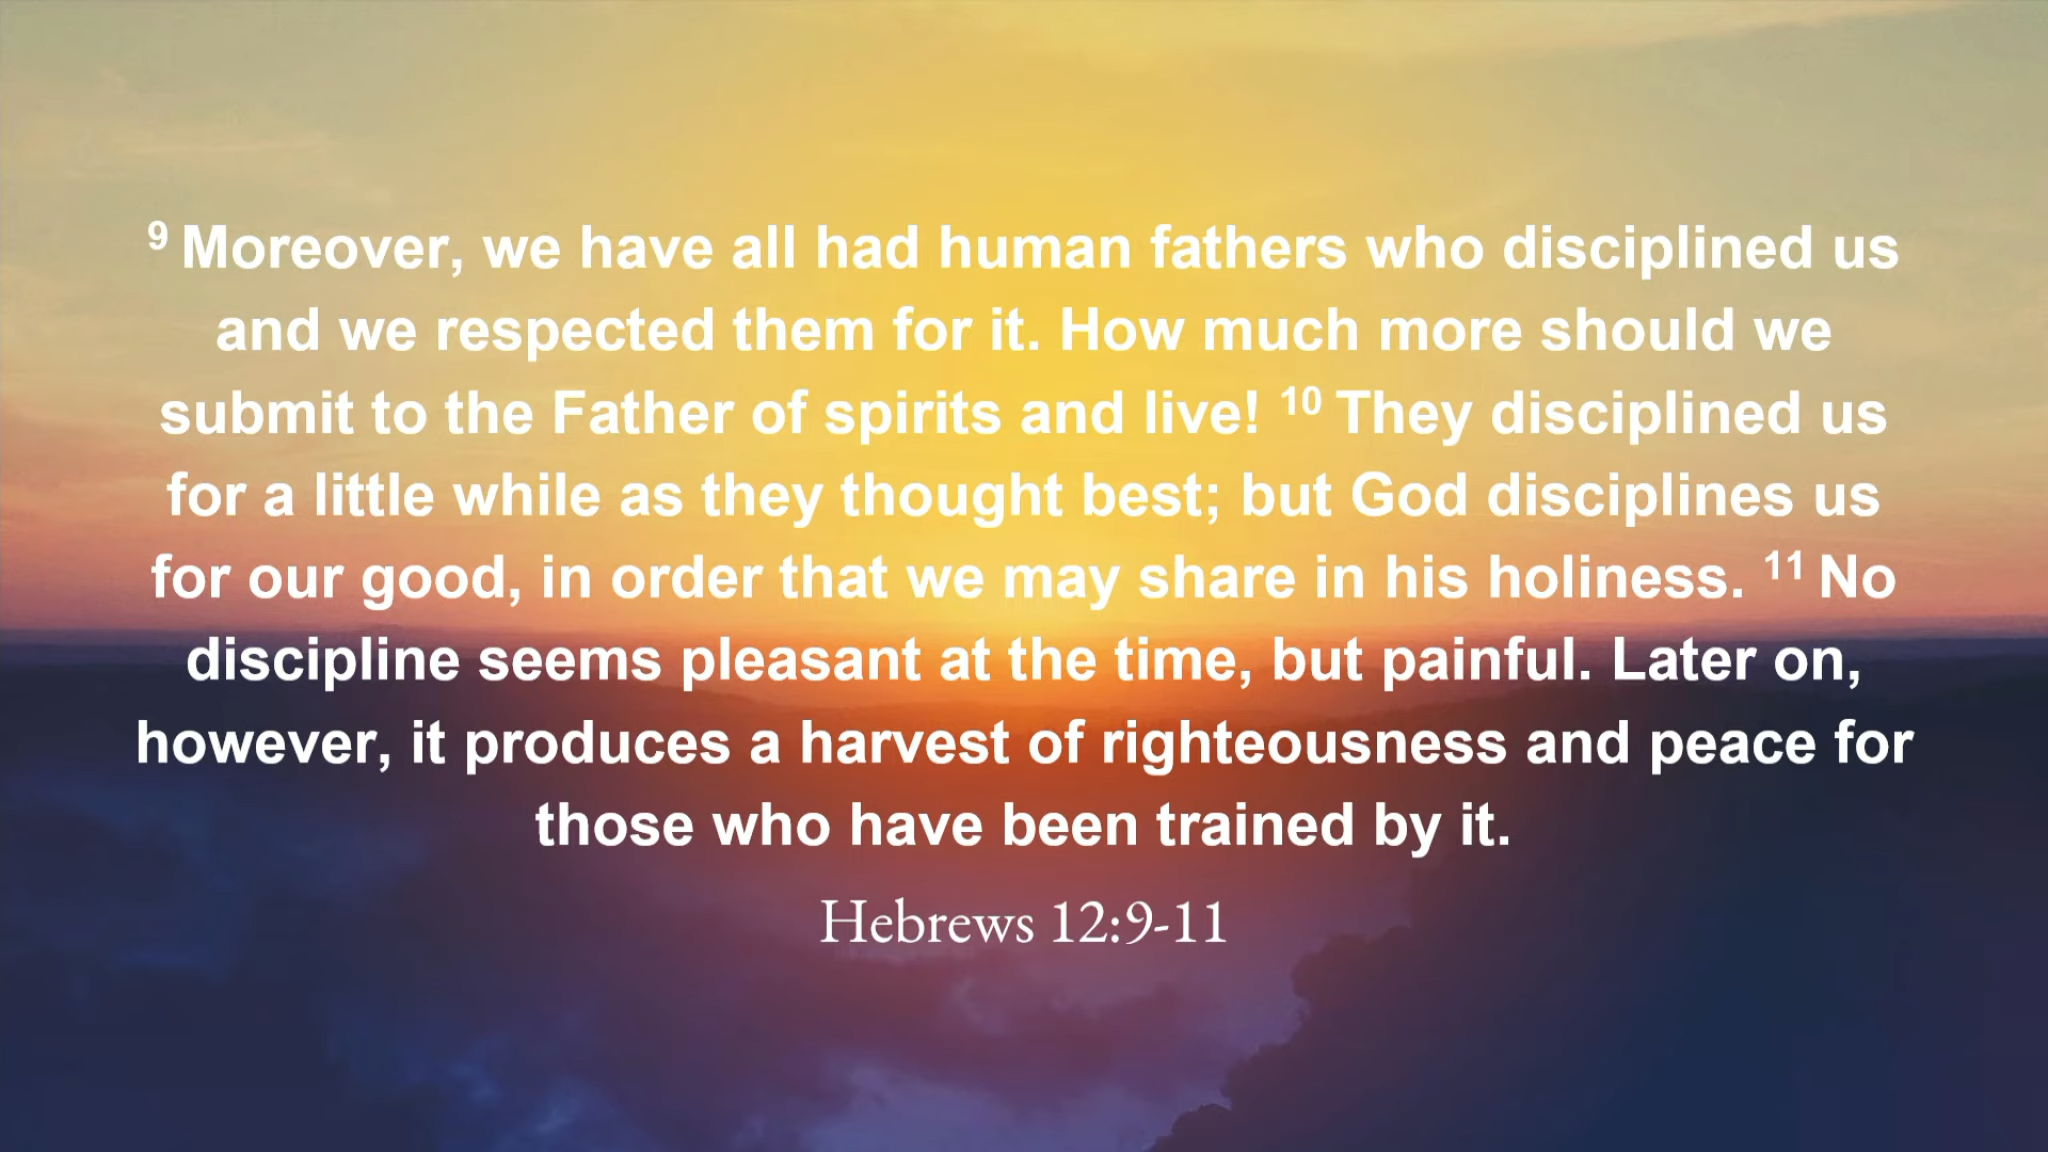 ⁹ Moreover, we have all had human fathers who disciplined us
and we respected them for it. How much more should we
submit to the Father of spirits and live! ¹⁰ They disciplined us
for a little while as they thought best; but God disciplines us
for our good, in order that we may share in his holiness. ¹¹ No
discipline seems pleasant at the time, but painful. Later on,
however, it produces a harvest of righteousness and peace for
those who have been trained by it.
Hebrews 12:9-11